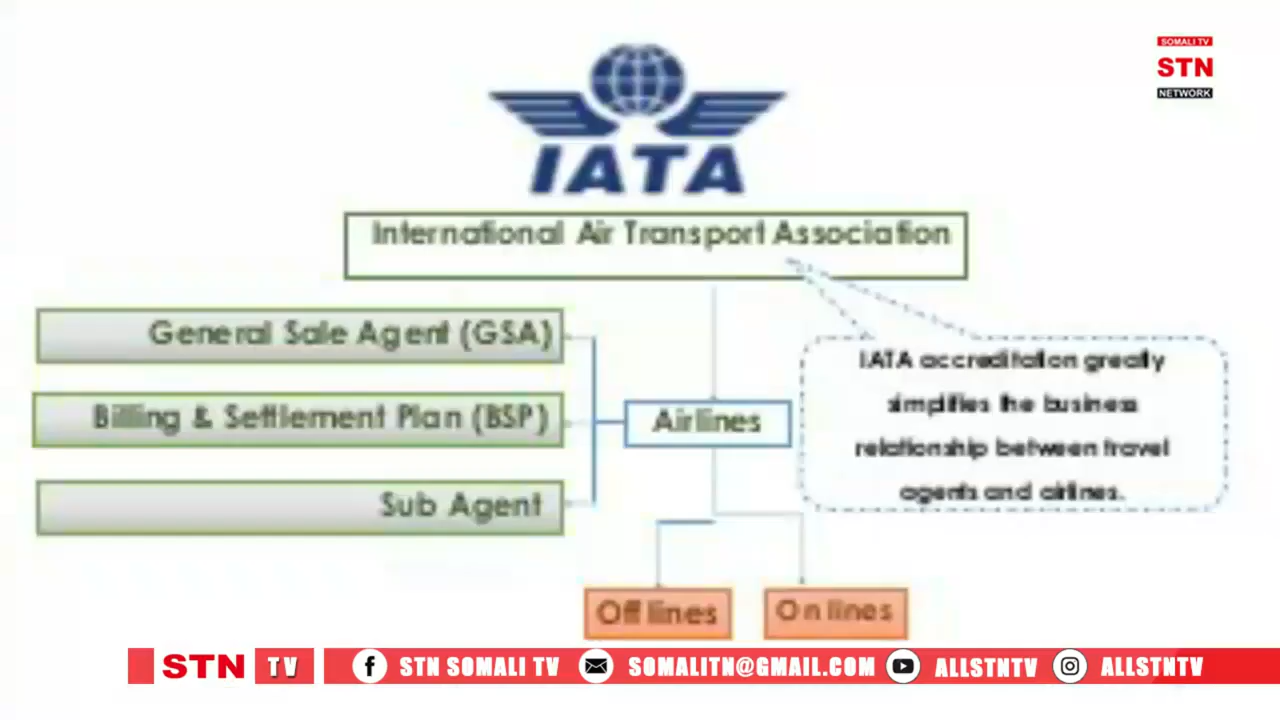 SOMALI TV
STN
NETWORK
IATA
International Air Transport Association
General Sale Agent (GSA)
Billing & Settlement Plan (BSP)
Sub Agent
Airlines
IATA accreditation greatly
simplifies the business
relationship between travel
agents and airlines.
Off lines
On lines
STN TV STN SOMALI TV SOMALITN@GMAIL.COM ALLSTNTV ALLSTNTV